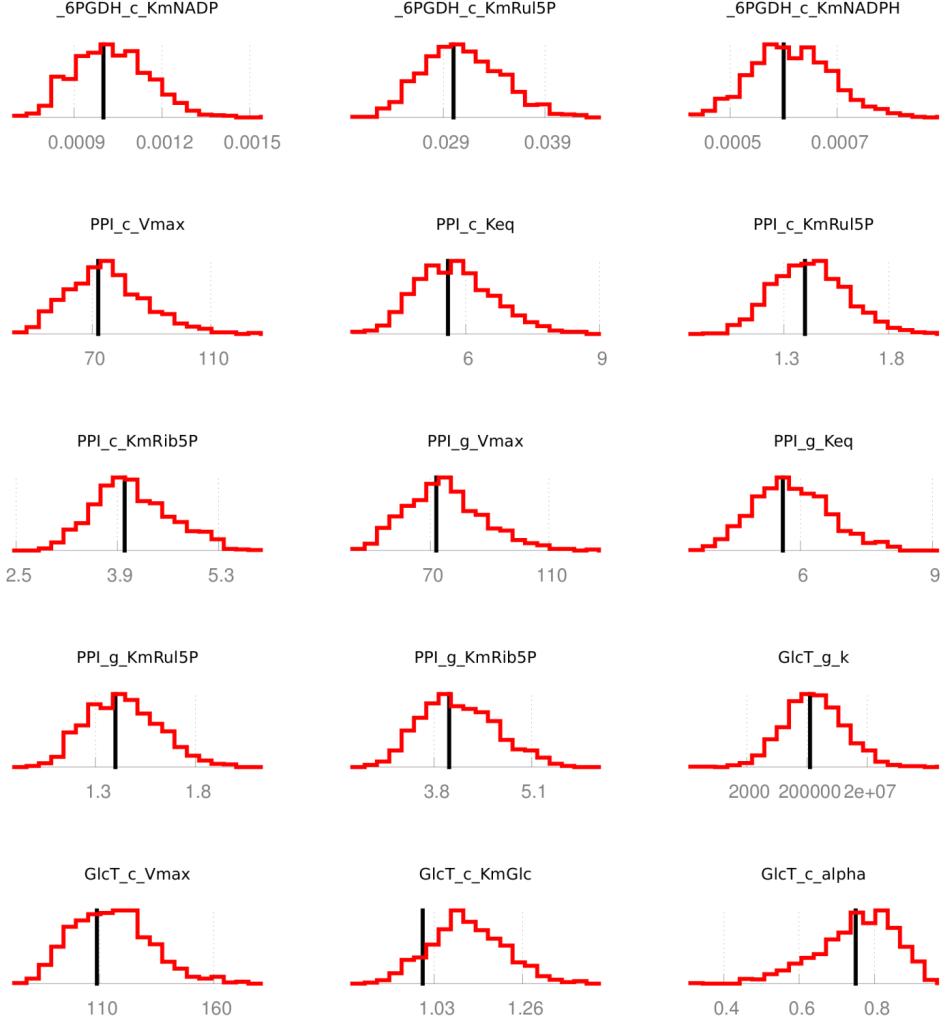 _6PGDH_c_KmNADP _6PGDH_c_KmRul5P _6PGDH_c_KmNADPH
0.0009 0.0012 0.0015 0.029 0.039 0.0005 0.0007
PPI_c_Vmax PPI_c_Keq PPI_c_KmRul5P
70 110 6 9 1.3 1.8
PPI_c_KmRib5P PPI_g_Vmax PPI_g_Keq
2.5 3.9 5.3 70 110 6 9
PPI_g_KmRul5P PPI_g_KmRib5P GlcT_g_k
1.3 1.8 3.8 5.1 2000 200000 2e+07
GlcT_c_Vmax GlcT_c_KmGlc GlcT_c_alpha
110 160 1.03 1.26 0.4 0.6 0.8